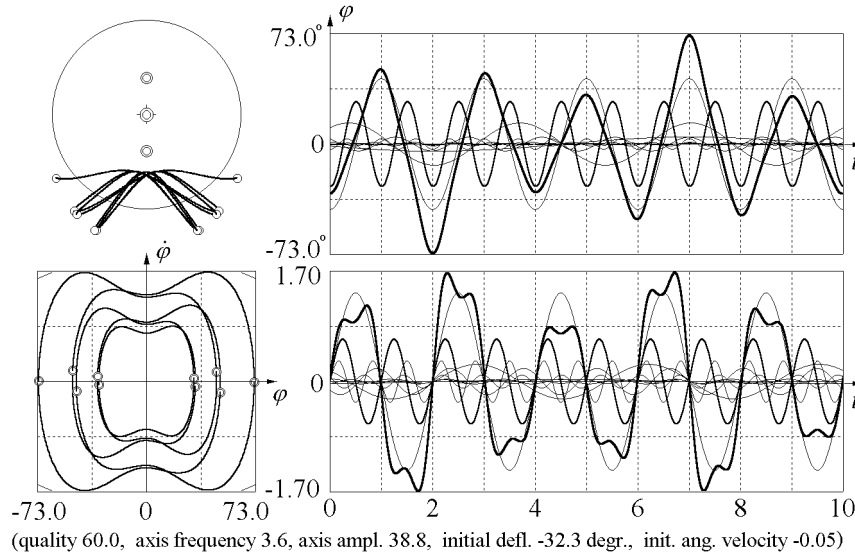 φ
73.0°
0
-73.0°
t
φ̇
1.70
0
-1.70
φ
t
-73.0 0 73.0
0 2 4 6 8 10
(quality 60.0, axis frequency 3.6, axis ampl. 38.8, initial defl. -32.3 degr., init. ang. velocity -0.05)